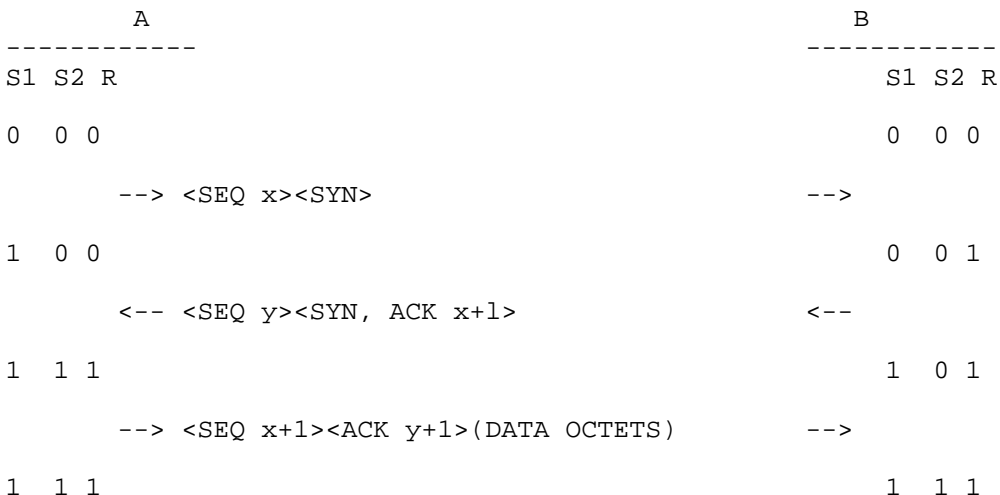 A B
------------ ------------
S1 S2 R S1 S2 R
0 0 0 0 0 0
--> <SEQ x><SYN> -->
1 0 0 0 0 1
<-- <SEQ y><SYN, ACK x+l> <--
1 1 1 1 0 1
--> <SEQ x+1><ACK y+1>(DATA OCTETS) -->
1 1 1 1 1 1